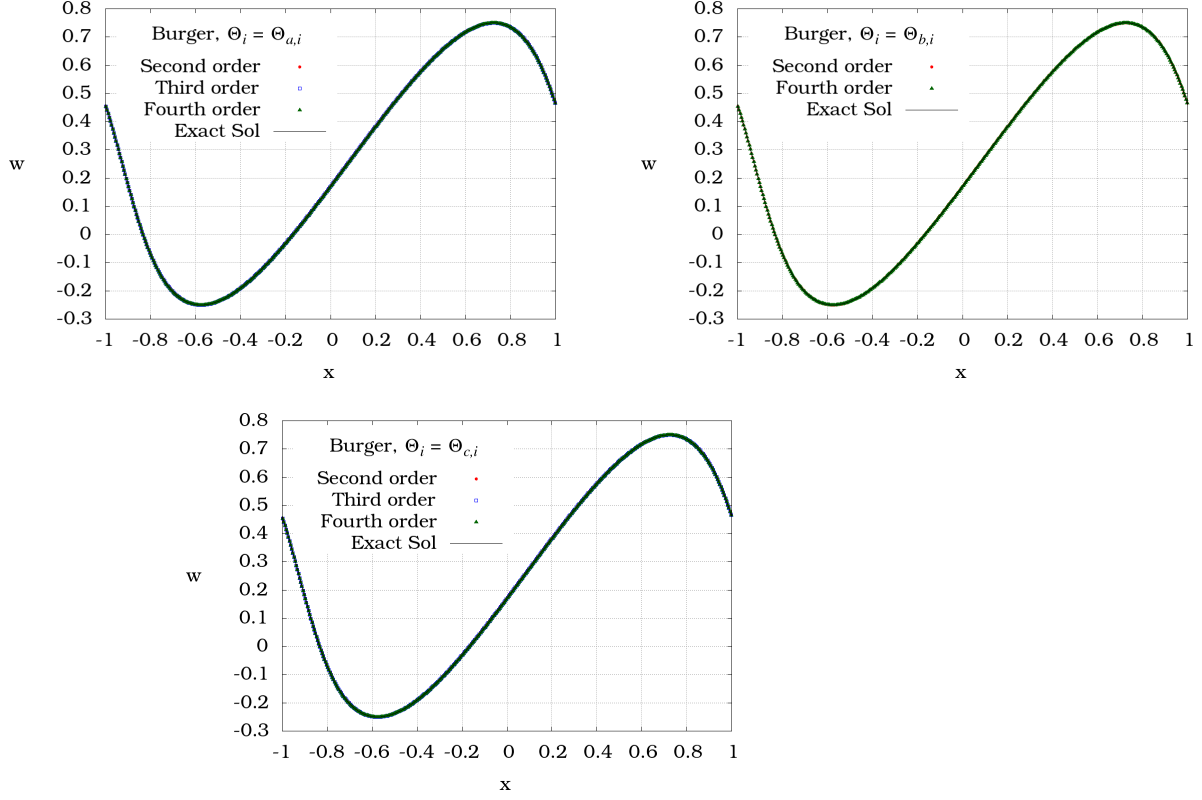 0.8
0.7
0.6
0.5
0.4
0.3
0.2
0.1
0
-0.1
-0.2
-0.3
w
Burger, Θa,i = Θa,i
Second order
Third order
Fourth order
Exact Sol
-1 -0.8 -0.6 -0.4 -0.2 0 0.2 0.4 0.6 0.8 1
x
0.8
0.7
0.6
0.5
0.4
0.3
0.2
0.1
0
-0.1
-0.2
-0.3
w
Burger, Θi = Θb,i
Second order
Fourth order
Exact Sol
-1 -0.8 -0.6 -0.4 -0.2 0 0.2 0.4 0.6 0.8 1
x
0.8
0.7
0.6
0.5
0.4
0.3
0.2
0.1
0
-0.1
-0.2
-0.3
w
Burger, Θi = Θc,i
Second order
Third order
Fourth order
Exact Sol
-1 -0.8 -0.6 -0.4 -0.2 0 0.2 0.4 0.6 0.8 1
x